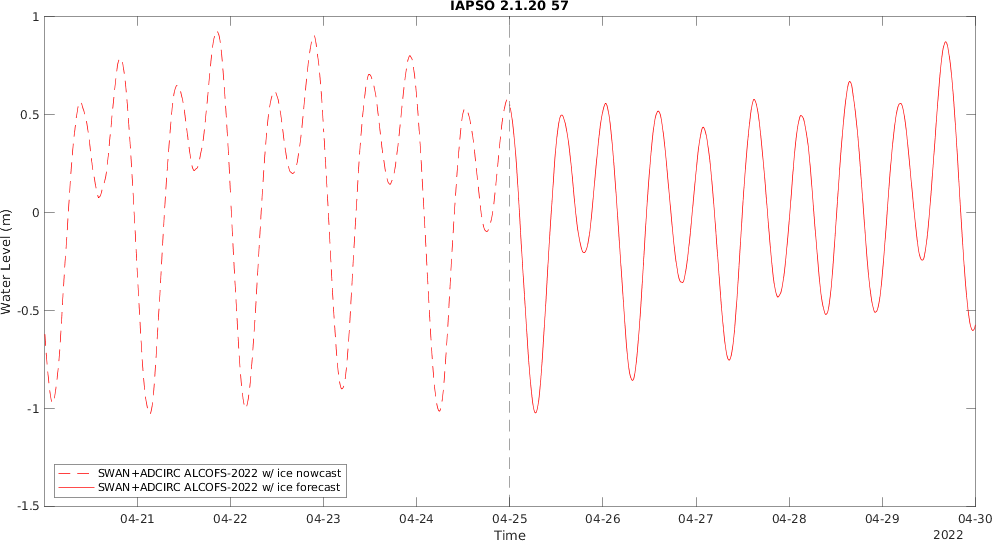 IAPSO 2.1.20 57
1
0.5
0
-0.5
-1
-1.5
Water Level (m)
SWAN+ADCIRC ALCOFS-2022 w/ ice nowcast
SWAN+ADCIRC ALCOFS-2022 w/ ice forecast
04-21 04-22 04-23 04-24 04-25 04-26 04-27 04-28 04-29 04-30
Time
2022